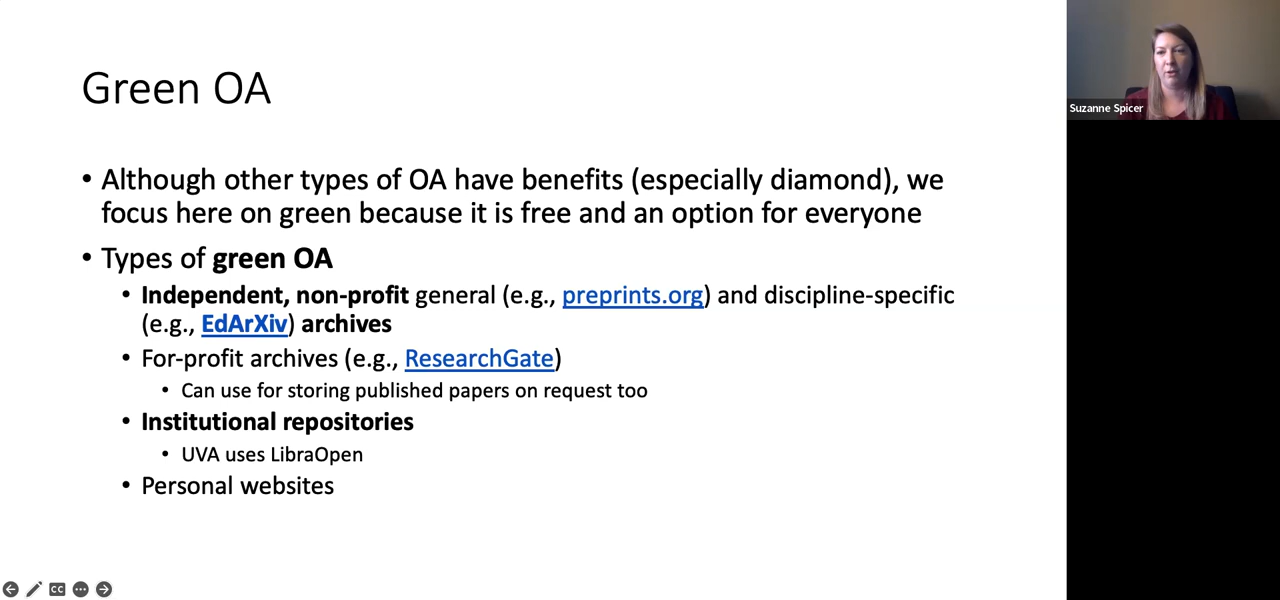 Green OA
Suzanne Spicer
• Although other types of OA have benefits (especially diamond), we
focus here on green because it is free and an option for everyone
• Types of green OA
• Independent, non-profit general (e.g., preprints.org) and discipline-specific
(e.g., EdArXiv) archives
• For-profit archives (e.g., ResearchGate)
• Can use for storing published papers on request too
• Institutional repositories
• UVA uses LibraOpen
• Personal websites
CC